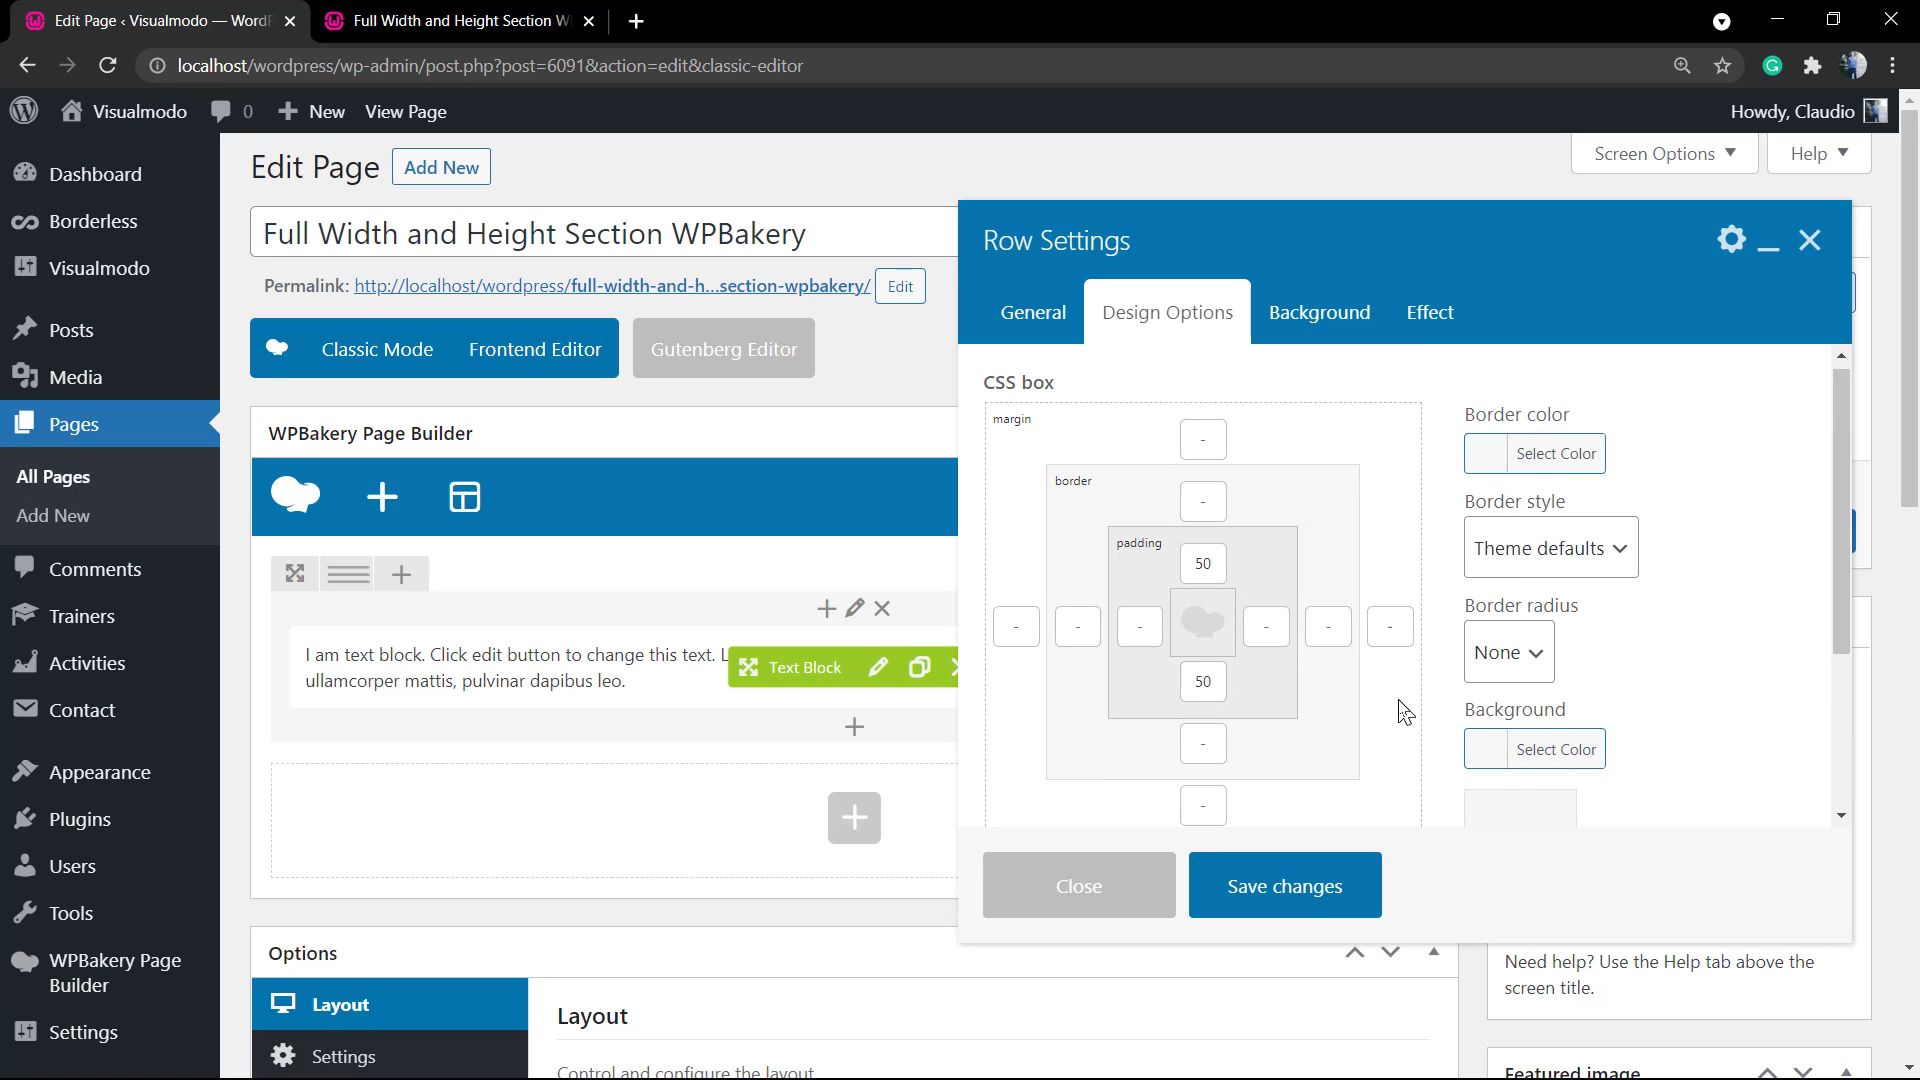 Edit Page ‹ Visualmodo — WordP
Full Width and Height Section W
localhost/wordpress/wp-admin/post.php?post=6091&action=edit&classic-editor
Visualmodo
0
New
View Page
Howdy, Claudio
Dashboard
Borderless
Visualmodo
Posts
Media
Pages
All Pages
Add New
Comments
Trainers
Activities
Contact
Appearance
Plugins
Users
Tools
WPBakery Page
Builder
Settings
Edit Page
Add New
Screen Options
Help
Full Width and Height Section WPBakery
Permalink: http://localhost/wordpress/full-width-and-h...section-wpbakery/
Edit
Classic Mode
Frontend Editor
Gutenberg Editor
WPBakery Page Builder
I am text block. Click edit button to change this text. L
ullamcorper mattis, pulvinar dapibus leo.
Text Block
Row Settings
General
Design Options
Background
Effect
CSS box
margin
-
border
-
padding
50
- - - - - -
50
-
-
Border color
Select Color
Border style
Theme defaults
Border radius
None
Background
Select Color
Close
Save changes
Options
Layout
Settings
Layout
Control and configure the layout
Need help? Use the Help tab above the
screen title.
Featured image